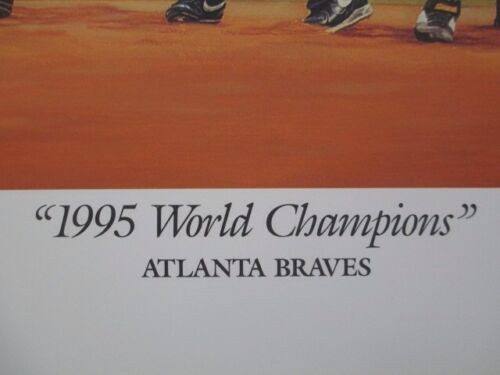 “1995 World Champions”
ATLANTA BRAVES